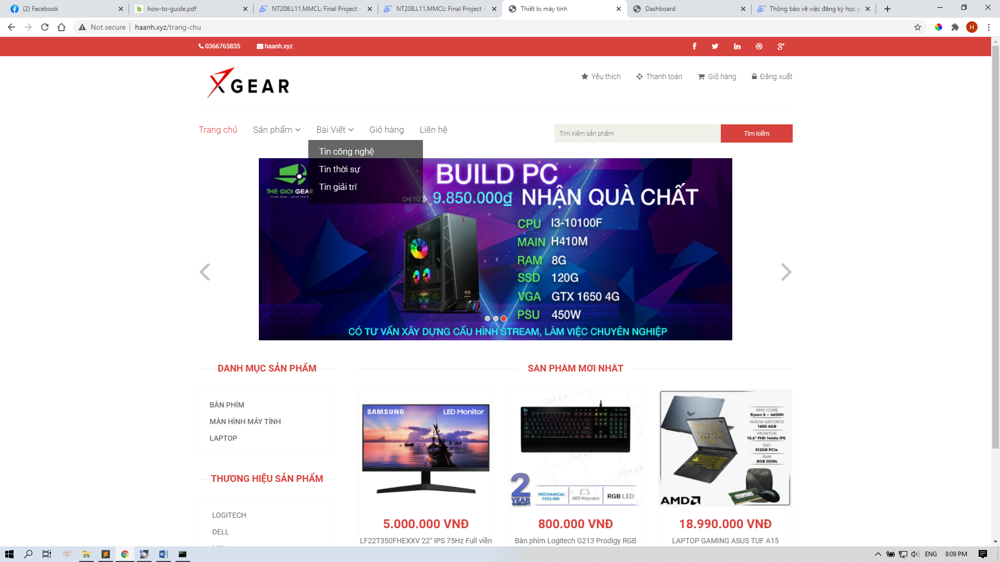 (2) Facebook
how-to-guide.pdf
NT208.L11.MMCL: Final Project -
NT208.L11.MMCL: Final Project -
Thiết bị máy tính
Dashboard
Thông báo về việc đăng ký học p
Not secure
haanh.xyz/trang-chu
H
0366765835
haanh.xyz
XGEAR
Yêu thích
Thanh toán
Giỏ hàng
Đăng xuất
Trang chủ
Sản phẩm
Bài Viết
Giỏ hàng
Liên hệ
Tìm kiếm sản phẩm
Tìm kiếm
Tin công nghệ
Tin thời sự
Tin giải trí
THE GIOI GEAR
BUILD PC
CHỈ TỪ
9.850.000đ
NHẬN QUÀ CHẤT
CPU I3-10100F
MAIN H410M
RAM 8G
SSD 120G
VGA GTX 1650 4G
PSU 450W
CÓ TƯ VẤN XÂY DỰNG CẤU HÌNH STREAM, LÀM VIỆC CHUYÊN NGHIỆP
DANH MỤC SẢN PHẨM
BÀN PHÍM
MÀN HÌNH MÁY TÍNH
LAPTOP
THƯƠNG HIỆU SẢN PHẨM
LOGITECH
DELL
SẢN PHẨM MỚI NHẤT
SAMSUNG
LED Monitor
5.000.000 VNĐ
LF22T350FHEXXV 22" IPS 75Hz Full viền
XGEAR
XGEAR
XGEAR
2
YEAR
WARRANTY
MECHANICAL
FEELING
ABS Keycaps
RGB LED
800.000 VNĐ
Bàn phím Logitech G213 Prodigy RGB
AMD CORE
Ryzen 5 – 4600H
NVIDIA GEFORCE
1650 4GB
MONITOR
15.6" FHD 144Hz IPS
SSD
512GB PCIe
RAM
8GB DDR4
AMD
18.990.000 VNĐ
LAPTOP GAMING ASUS TUF A15
ENG
8:09 PM